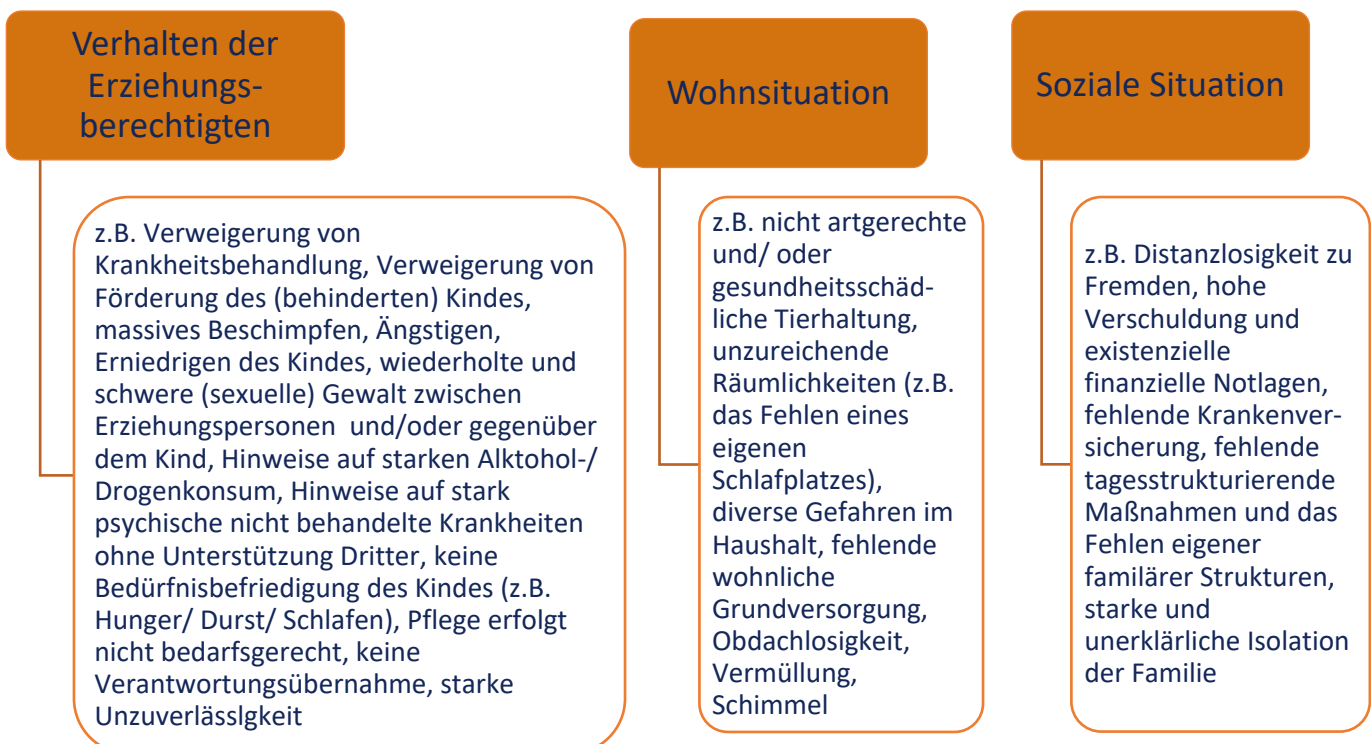 Verhalten der
Erziehungs-
berechtigten
z.B. Verweigerung von
Krankheitsbehandlung, Verweigerung von
Förderung des (behinderten) Kindes,
massives Beschimpfen, Ängstigen,
Erniedrigen des Kindes, wiederholte und
schwere (sexuelle) Gewalt zwischen
Erziehungspersonen und/oder gegenüber
dem Kind, Hinweise auf starken Alktohol-/
Drogenkonsum, Hinweise auf stark
psychische nicht behandelte Krankheiten
ohne Unterstützung Dritter, keine
Bedürfnisbefriedigung des Kindes (z.B.
Hunger/ Durst/ Schlafen), Pflege erfolgt
nicht bedarfsgerecht, keine
Verantwortungsübernahme, starke
Unzuverlässlgkeit
Wohnsituation
z.B. nicht artgerechte
und/ oder
gesundheitsschäd-
liche Tierhaltung,
unzureichende
Räumlichkeiten (z.B.
das Fehlen eines
eigenen
Schlafplatzes),
diverse Gefahren im
Haushalt, fehlende
wohnliche
Grundversorgung,
Obdachlosigkeit,
Vermüllung,
Schimmel
Soziale Situation
z.B. Distanzlosigkeit zu
Fremden, hohe
Verschuldung und
existenzielle
finanzielle Notlagen,
fehlende Krankenver-
sicherung, fehlende
tagesstrukturierende
Maßnahmen und das
Fehlen eigener
familärer Strukturen,
starke und
unerklärliche Isolation
der Familie